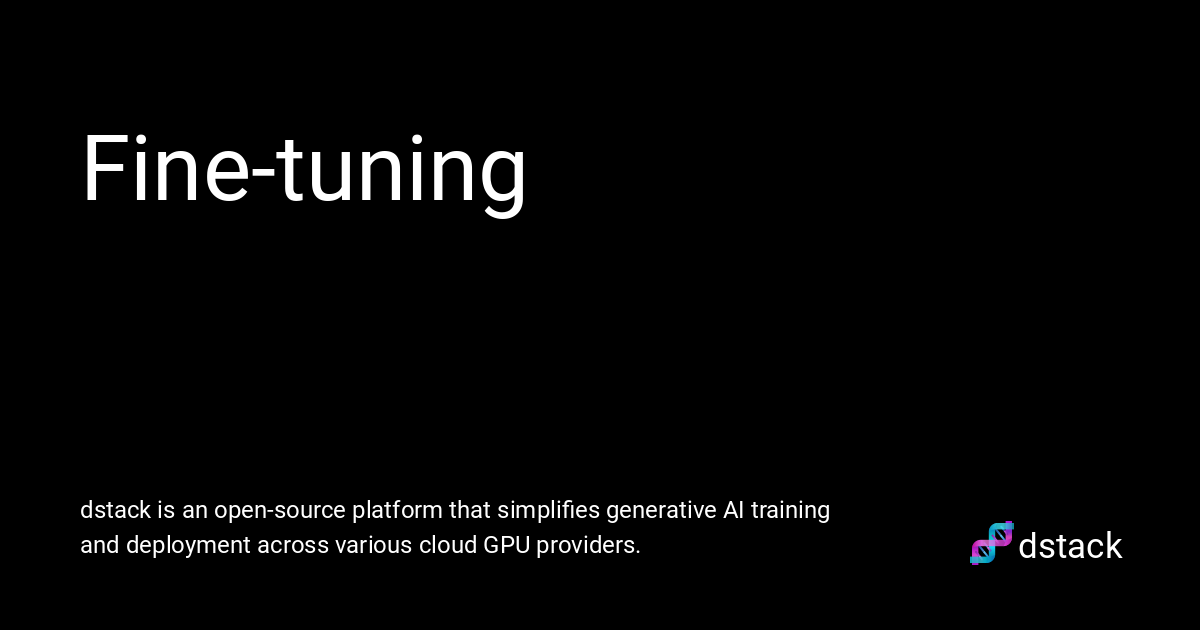 Fine-tuning
dstack is an open-source platform that simplifies generative AI training
and deployment across various cloud GPU providers.
dstack